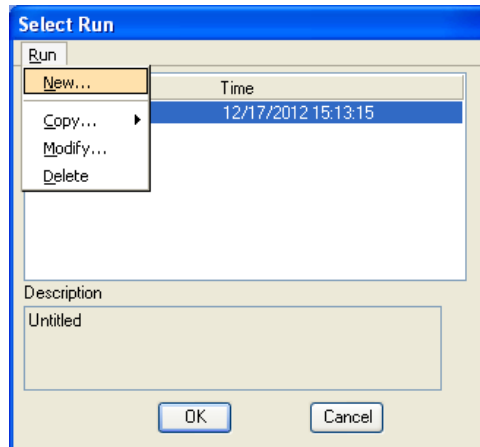 Select Run
Run
New...
Time
12/17/2012 15:13:15
Copy...
Modify...
Delete
Description
Untitled
OK Cancel